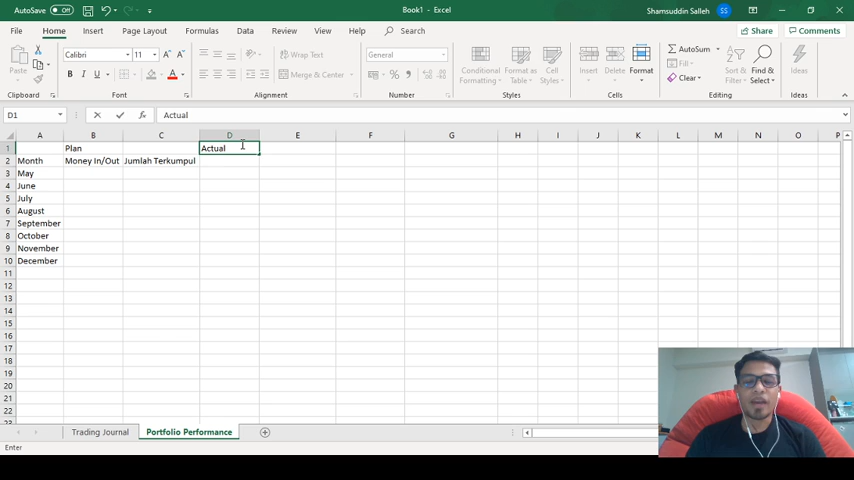 AutoSave Off Book1 - Excel Shamsuddin Salleh SS
File Home Insert Page Layout Formulas Data Review View Help Search Share Comments
Calibri 11 A A Wrap Text General AutoSum
Paste B I U A Merge & Center % , Conditional Formatting Format as Table Cell Styles Insert Delete Format Fill Clear Sort & Filter Find & Select Ideas
Clipboard Font Alignment Number Styles Cells Editing Ideas
D1 fx Actual
A B C D E F G H I J K L M N O P
1 Plan Actual
2 Month Money In/Out Jumlah Terkumpul
3 May
4 June
5 July
6 August
7 September
8 October
9 November
10 December
11
12
13
14
15
16
17
18
19
20
21
22
23
Trading Journal Portfolio Performance
Enter